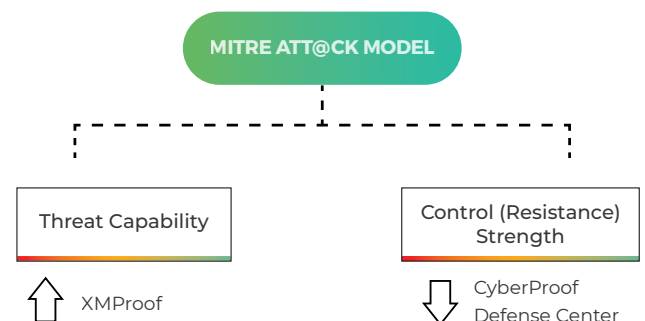 MITRE ATT@CK MODEL
Threat Capability
Control (Resistance)
Strength
XMProof
CyberProof
Defense Center